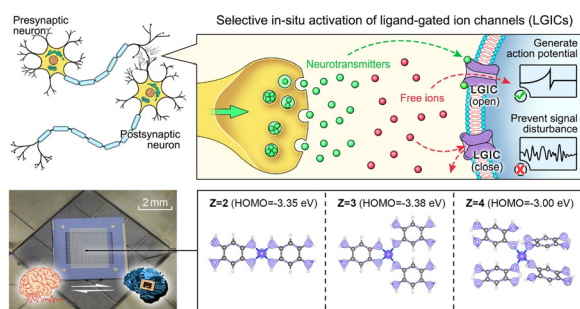 Selective in-situ activation of ligand-gated ion channels (LGICs)
Presynaptic
neuron
Postsynaptic
neuron
Neurotransmitters
Free ions
LGIC
(open)
LGIC
(close)
Generate
action potential
Prevent signal
disturbance
2 mm
Z=2 (HOMO=-3.35 eV)
Z=3 (HOMO=-3.38 eV)
Z=4 (HOMO=-3.00 eV)